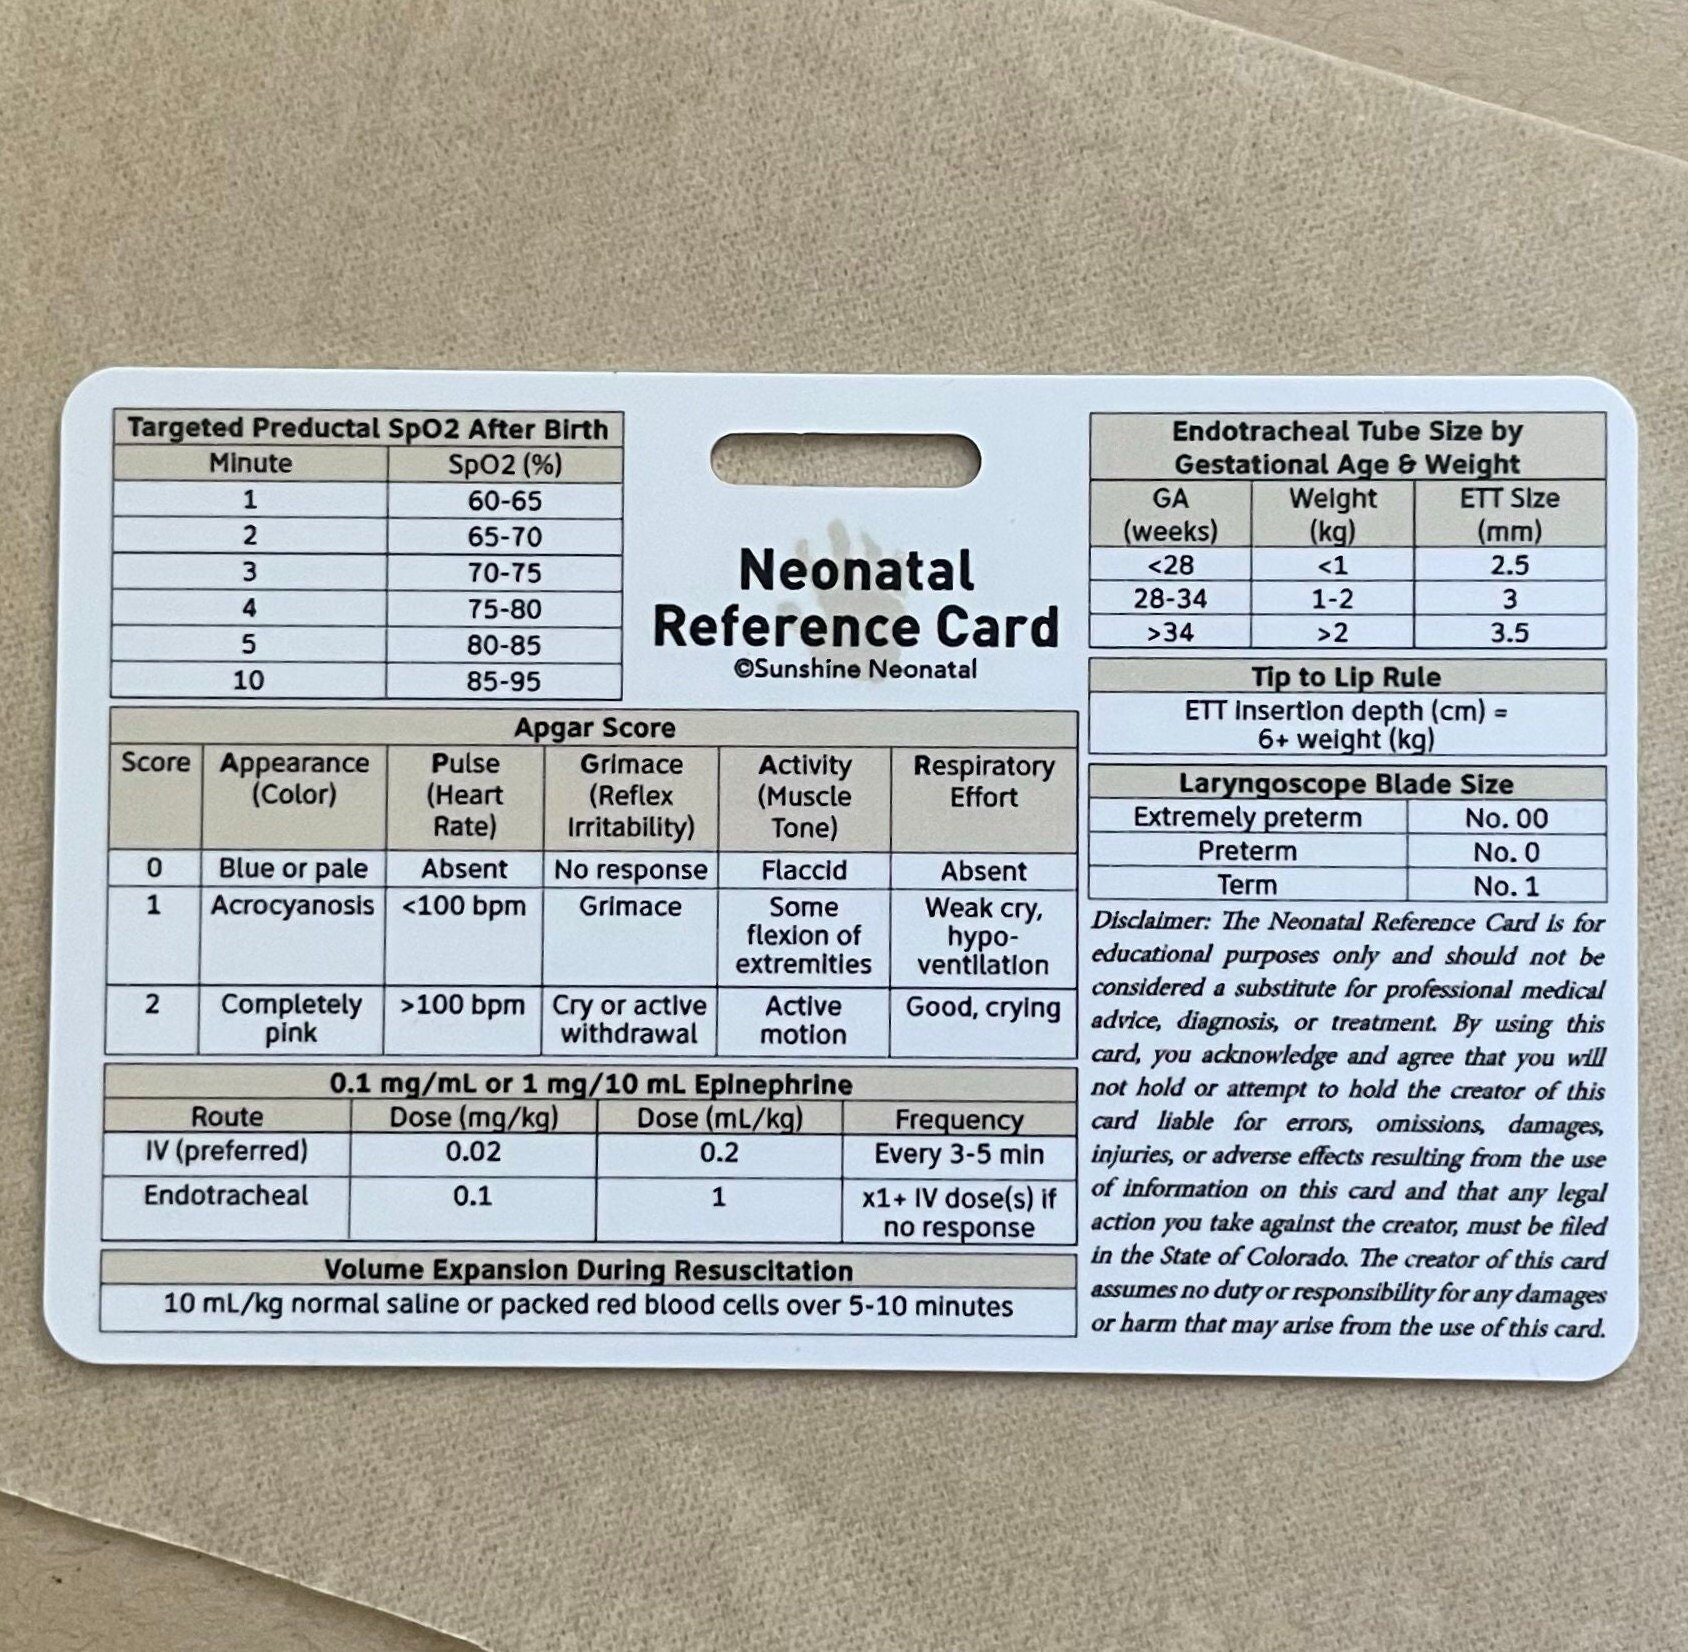 Targeted Preductal SpO2 After Birth
Minute SpO2 (%)
1 60-65
2 65-70
3 70-75
4 75-80
5 80-85
10 85-95
Neonatal
Reference Card
©Sunshine Neonatal
Endotracheal Tube Size by
Gestational Age & Weight
GA Weight ETT Size
(weeks) (kg) (mm)
<28 <1 2.5
28-34 1-2 3
>34 >2 3.5
Tip to Lip Rule
ETT insertion depth (cm) =
6+ weight (kg)
Laryngoscope Blade Size
Extremely preterm No. 00
Preterm No. 0
Term No. 1
Apgar Score
Score Appearance Pulse Grimace Activity Respiratory
(Color) (Heart (Reflex (Muscle Effort
Rate) Irritability) Tone)
0 Blue or pale Absent No response Flaccid Absent
1 Acrocyanosis <100 bpm Grimace Some Weak cry,
flexion of hypo-
extremities ventilation
2 Completely >100 bpm Cry or active Active Good, crying
pink withdrawal motion
0.1 mg/mL or 1 mg/10 mL Epinephrine
Route Dose (mg/kg) Dose (mL/kg) Frequency
IV (preferred) 0.02 0.2 Every 3-5 min
Endotracheal 0.1 1 x1+ IV dose(s) if
no response
Volume Expansion During Resuscitation
10 mL/kg normal saline or packed red blood cells over 5-10 minutes
Disclaimer: The Neonatal Reference Card is for
educational purposes only and should not be
considered a substitute for professional medical
advice, diagnosis, or treatment. By using this
card, you acknowledge and agree that you will
not hold or attempt to hold the creator of this
card liable for errors, omissions, damages,
injuries, or adverse effects resulting from the use
of information on this card and that any legal
action you take against the creator, must be filed
in the State of Colorado. The creator of this card
assumes no duty or responsibility for any damages
or harm that may arise from the use of this card.